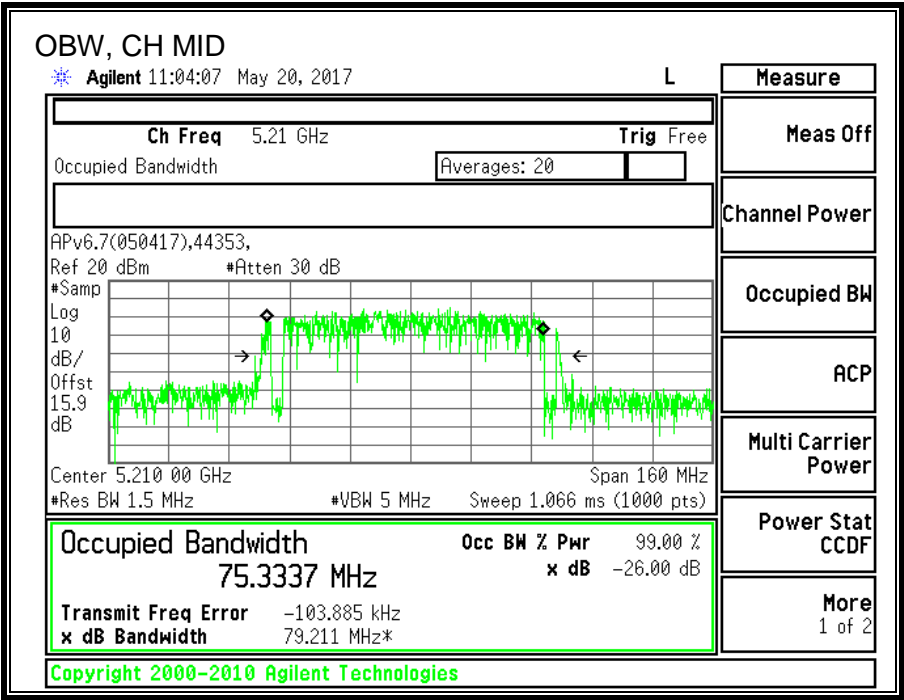 OBW, CH MID
Agilent 11:04:07 May 20, 2017 L
Measure
Ch Freq 5.21 GHz Trig Free
Occupied Bandwidth Averages: 20
APv6.7(050417),44353,
Ref 20 dBm #Atten 30 dB
#Samp
Log
10
dB/
Offst
15.9
dB
Center 5.210 00 GHz Span 160 MHz
#Res BW 1.5 MHz #VBW 5 MHz Sweep 1.066 ms (1000 pts)
Occupied Bandwidth Occ BW % Pwr 99.00 %
75.3337 MHz x dB -26.00 dB
Transmit Freq Error -103.885 kHz
x dB Bandwidth 79.211 MHz*
Copyright 2000-2010 Agilent Technologies
Meas Off
Channel Power
Occupied BW
ACP
Multi Carrier
Power
Power Stat
CCDF
More
1 of 2